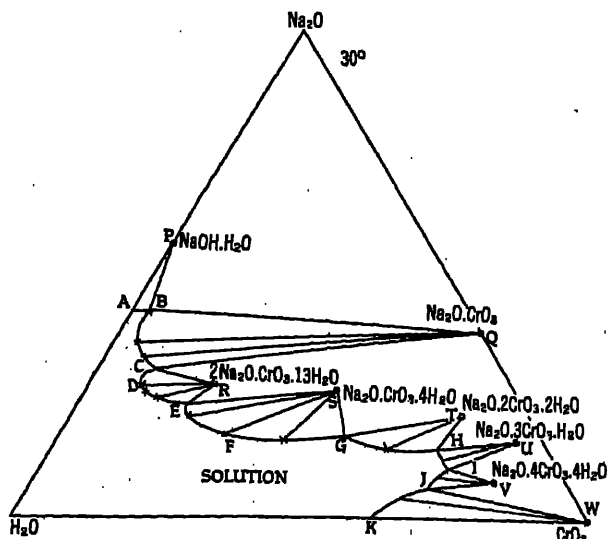 Na₂O
30°
P NaOH.H₂O
A B
Na₂O.CrO₃
Q
C
2Na₂O.CrO₃.13H₂O
D R
Na₂O.CrO₃.4H₂O
S
E
T Na₂O.2CrO₃.2H₂O
F G H
Na₂O.3CrO₃.H₂O
U
I
Na₂O.4CrO₃.4H₂O
V
SOLUTION
J
W
H₂O K CrO₃